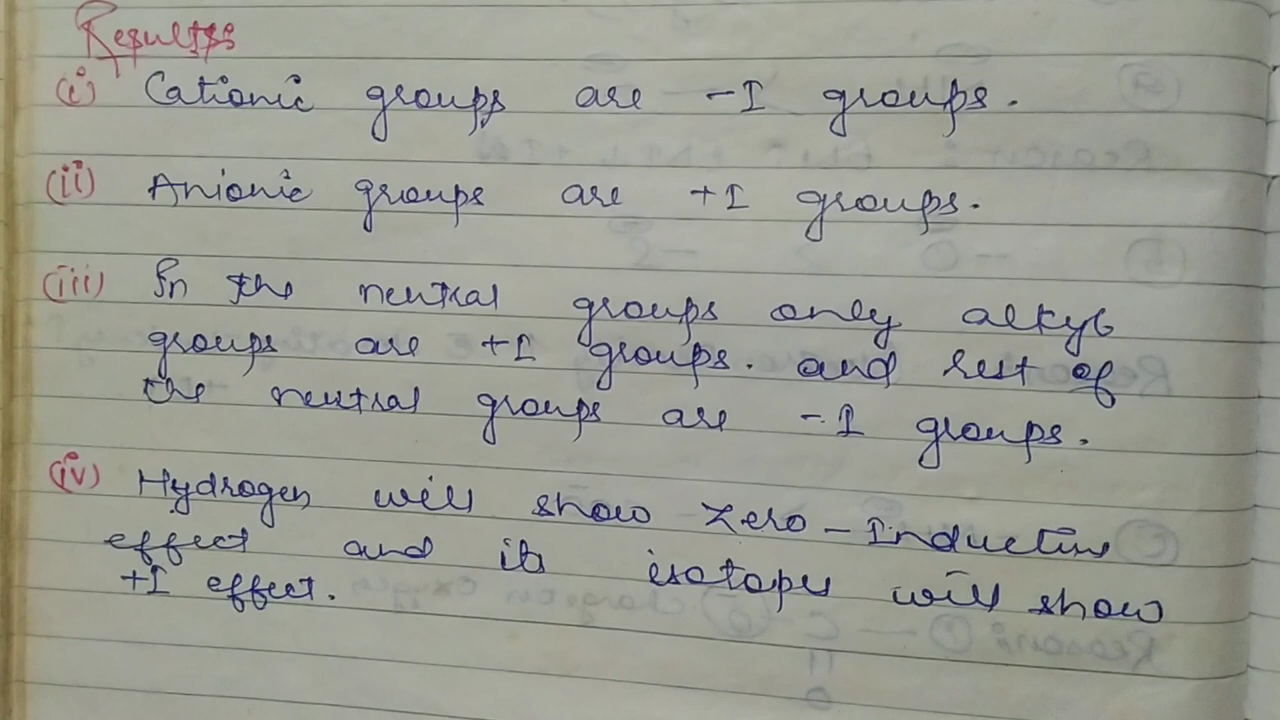 Results
(i) Cationic groups are -I groups.
(ii) Anionic groups are +I groups.
(iii) In the neutral groups only alkyl
groups are +I groups. and rest of
the neutral groups are -I groups.
(iv) Hydrogen will show zero-Inductive
effect and its isotopes will show
+I effect.